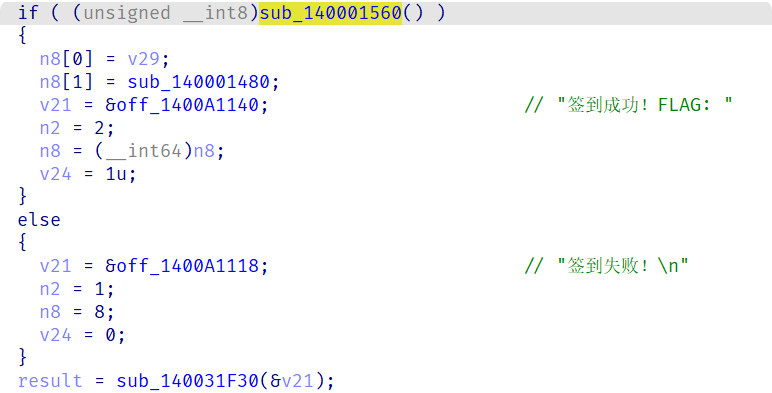 if ( (unsigned __int8)sub_140001560() )
{
  n8[0] = v29;
  n8[1] = sub_140001480;
  v21 = &off_1400A1140;                         // "签到成功！FLAG: "
  n2 = 2;
  n8 = (__int64)n8;
  v24 = 1u;
}
else
{
  v21 = &off_1400A1118;                         // "签到失败！\n"
  n2 = 1;
  n8 = 8;
  v24 = 0;
}
result = sub_140031F30(&v21);